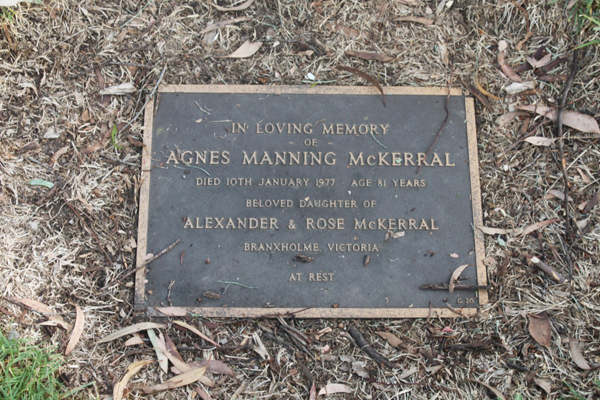 IN LOVING MEMORY
OF
AGNES MANNING McKERRAL
DIED 10TH JANUARY 1977 AGE 81 YEARS
BELOVED DAUGHTER OF
ALEXANDER & ROSE McKERRAL
BRANXHOLME, VICTORIA
AT REST
G-20